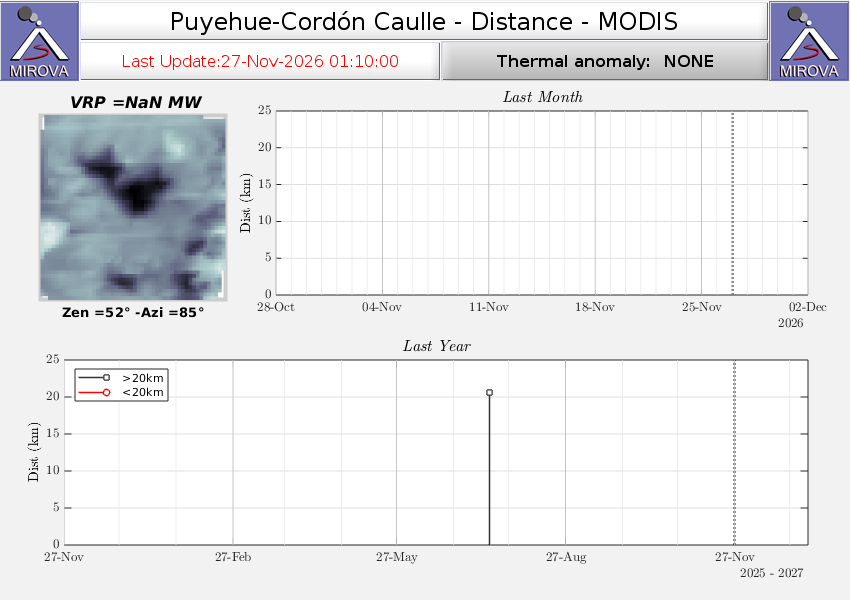 Puyehue-Cordón Caulle - Distance - MODIS
MIROVA
Last Update:27-Nov-2026 01:10:00
Thermal anomaly: NONE
MIROVA
VRP =NaN MW
Zen =52° -Azi =85°
Last Month
Dist (km)
25
20
15
10
5
0
28-Oct
04-Nov
11-Nov
18-Nov
25-Nov
02-Dec
2026
Last Year
Dist (km)
25
20
15
10
5
0
>20km
<20km
27-Nov
27-Feb
27-May
27-Aug
27-Nov
2025 - 2027